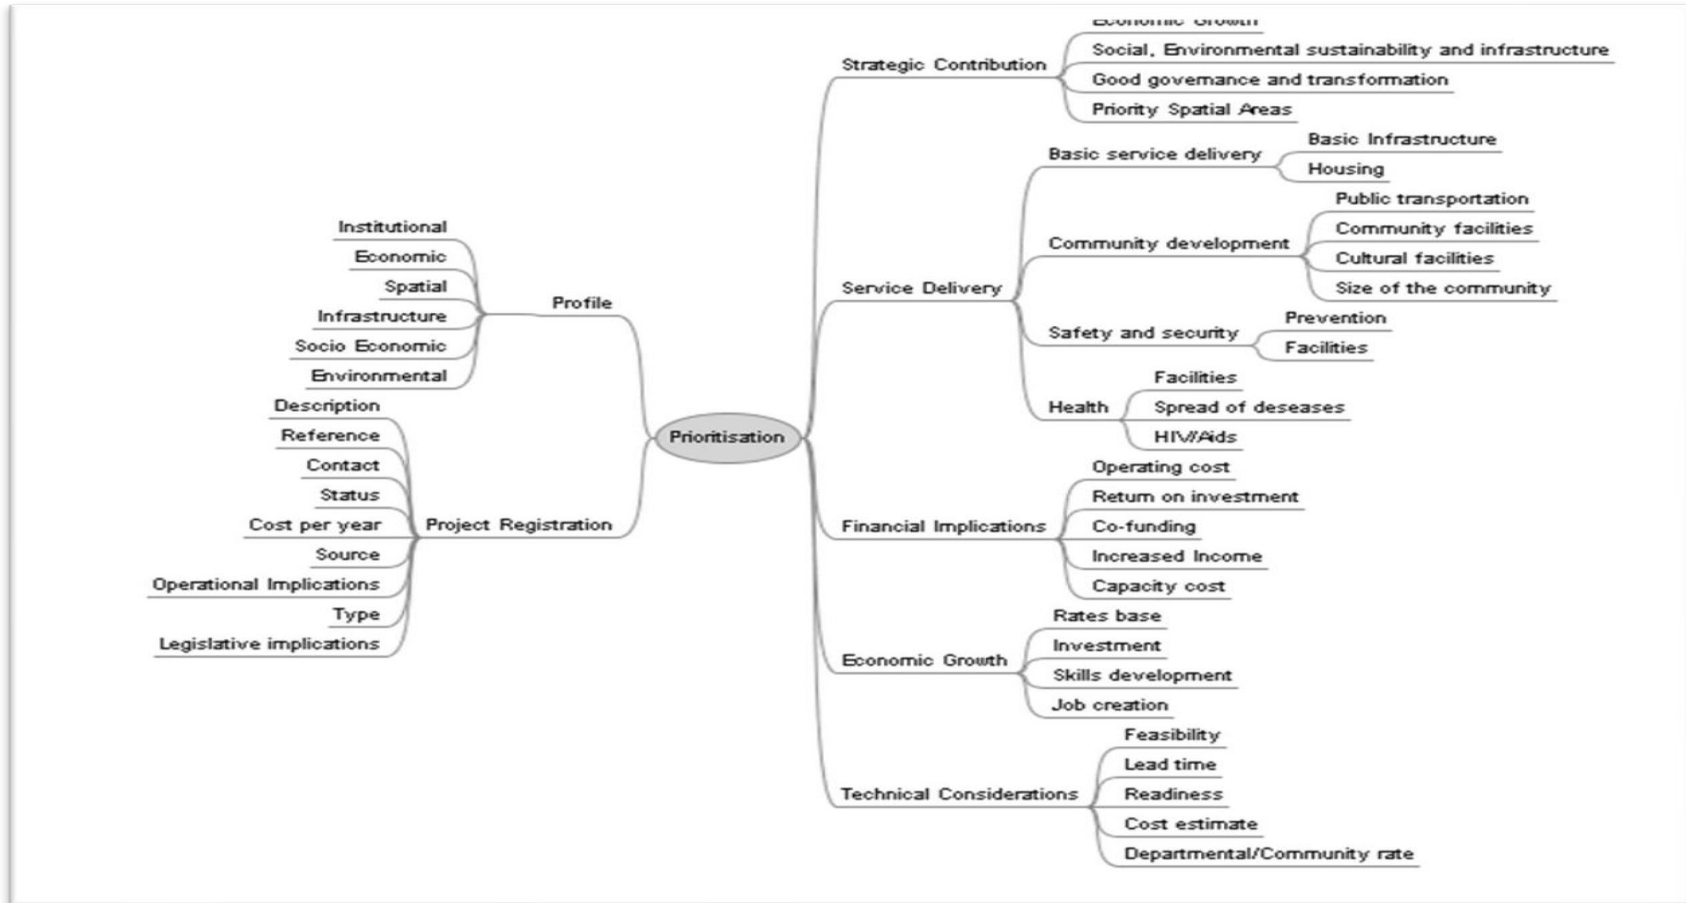 Economic Growth
Strategic Contribution
Social, Environmental sustainability and infrastructure
Good governance and transformation
Priority Spatial Areas
Service Delivery
Basic service delivery
Basic Infrastructure
Housing
Community development
Public transportation
Community facilities
Cultural facilities
Size of the community
Safety and security
Prevention
Facilities
Health
Facilities
Spread of deseases
HIV/Aids
Financial Implications
Operating cost
Return on investment
Co-funding
Increased Income
Capacity cost
Economic Growth
Rates base
Investment
Skills development
Job creation
Technical Considerations
Feasibility
Lead time
Readiness
Cost estimate
Departmental/Community rate
Prioritisation
Profile
Institutional
Economic
Spatial
Infrastructure
Socio Economic
Environmental
Project Registration
Description
Reference
Contact
Status
Cost per year
Source
Operational Implications
Type
Legislative implications